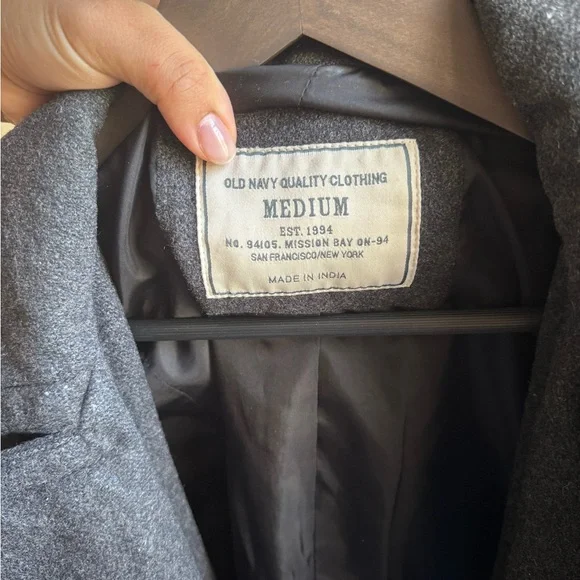 OLD NAVY QUALITY CLOTHING
MEDIUM
EST. 1994
NO. 94105. MISSION BAY ON-94
SAN FRANCISCO/NEW YORK
MADE IN INDIA